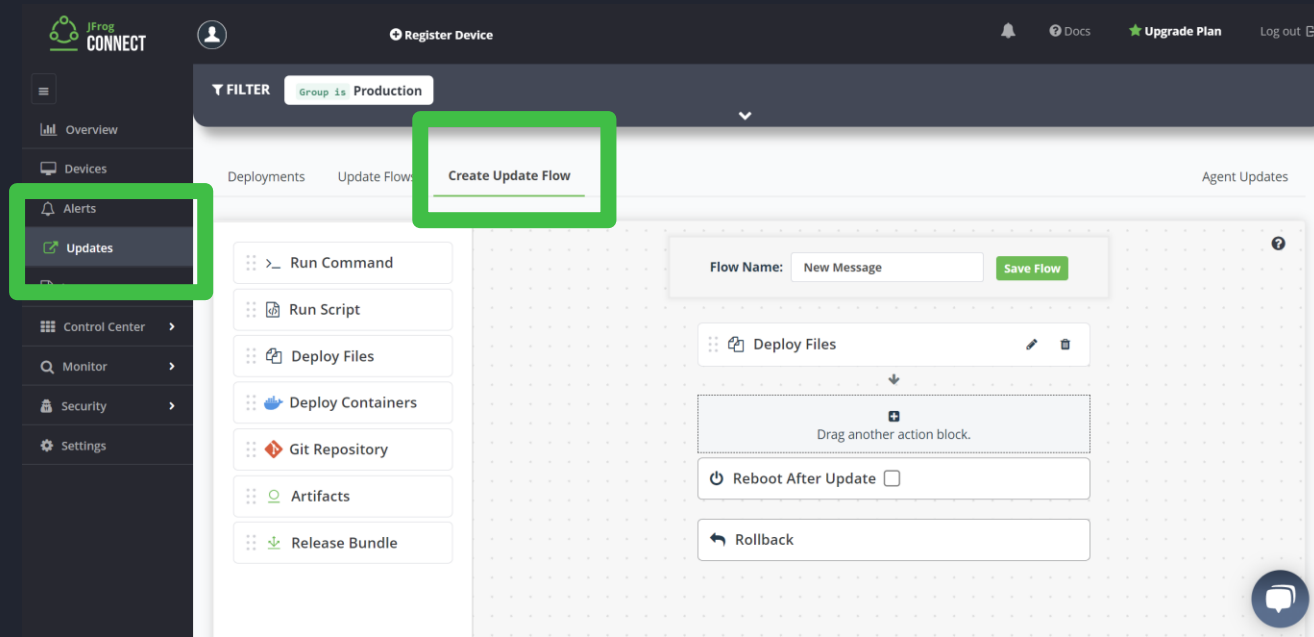 JFrog
CONNECT
Register Device
Docs
Upgrade Plan
Log out
FILTER
Group is Production
Overview
Devices
Alerts
Updates
Control Center
Monitor
Security
Settings
Deployments
Update Flows
Create Update Flow
Agent Updates
Run Command
Run Script
Deploy Files
Deploy Containers
Git Repository
Artifacts
Release Bundle
Flow Name: New Message Save Flow
Deploy Files
Drag another action block.
Reboot After Update
Rollback